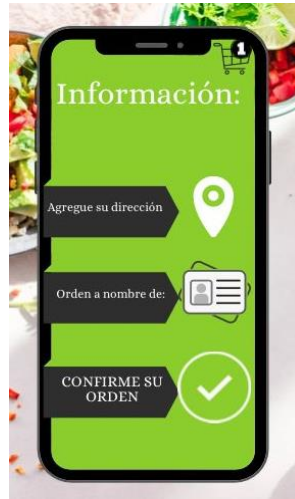 1
Información:
Agregue su dirección
Orden a nombre de:
CONFIRME SU
ORDEN